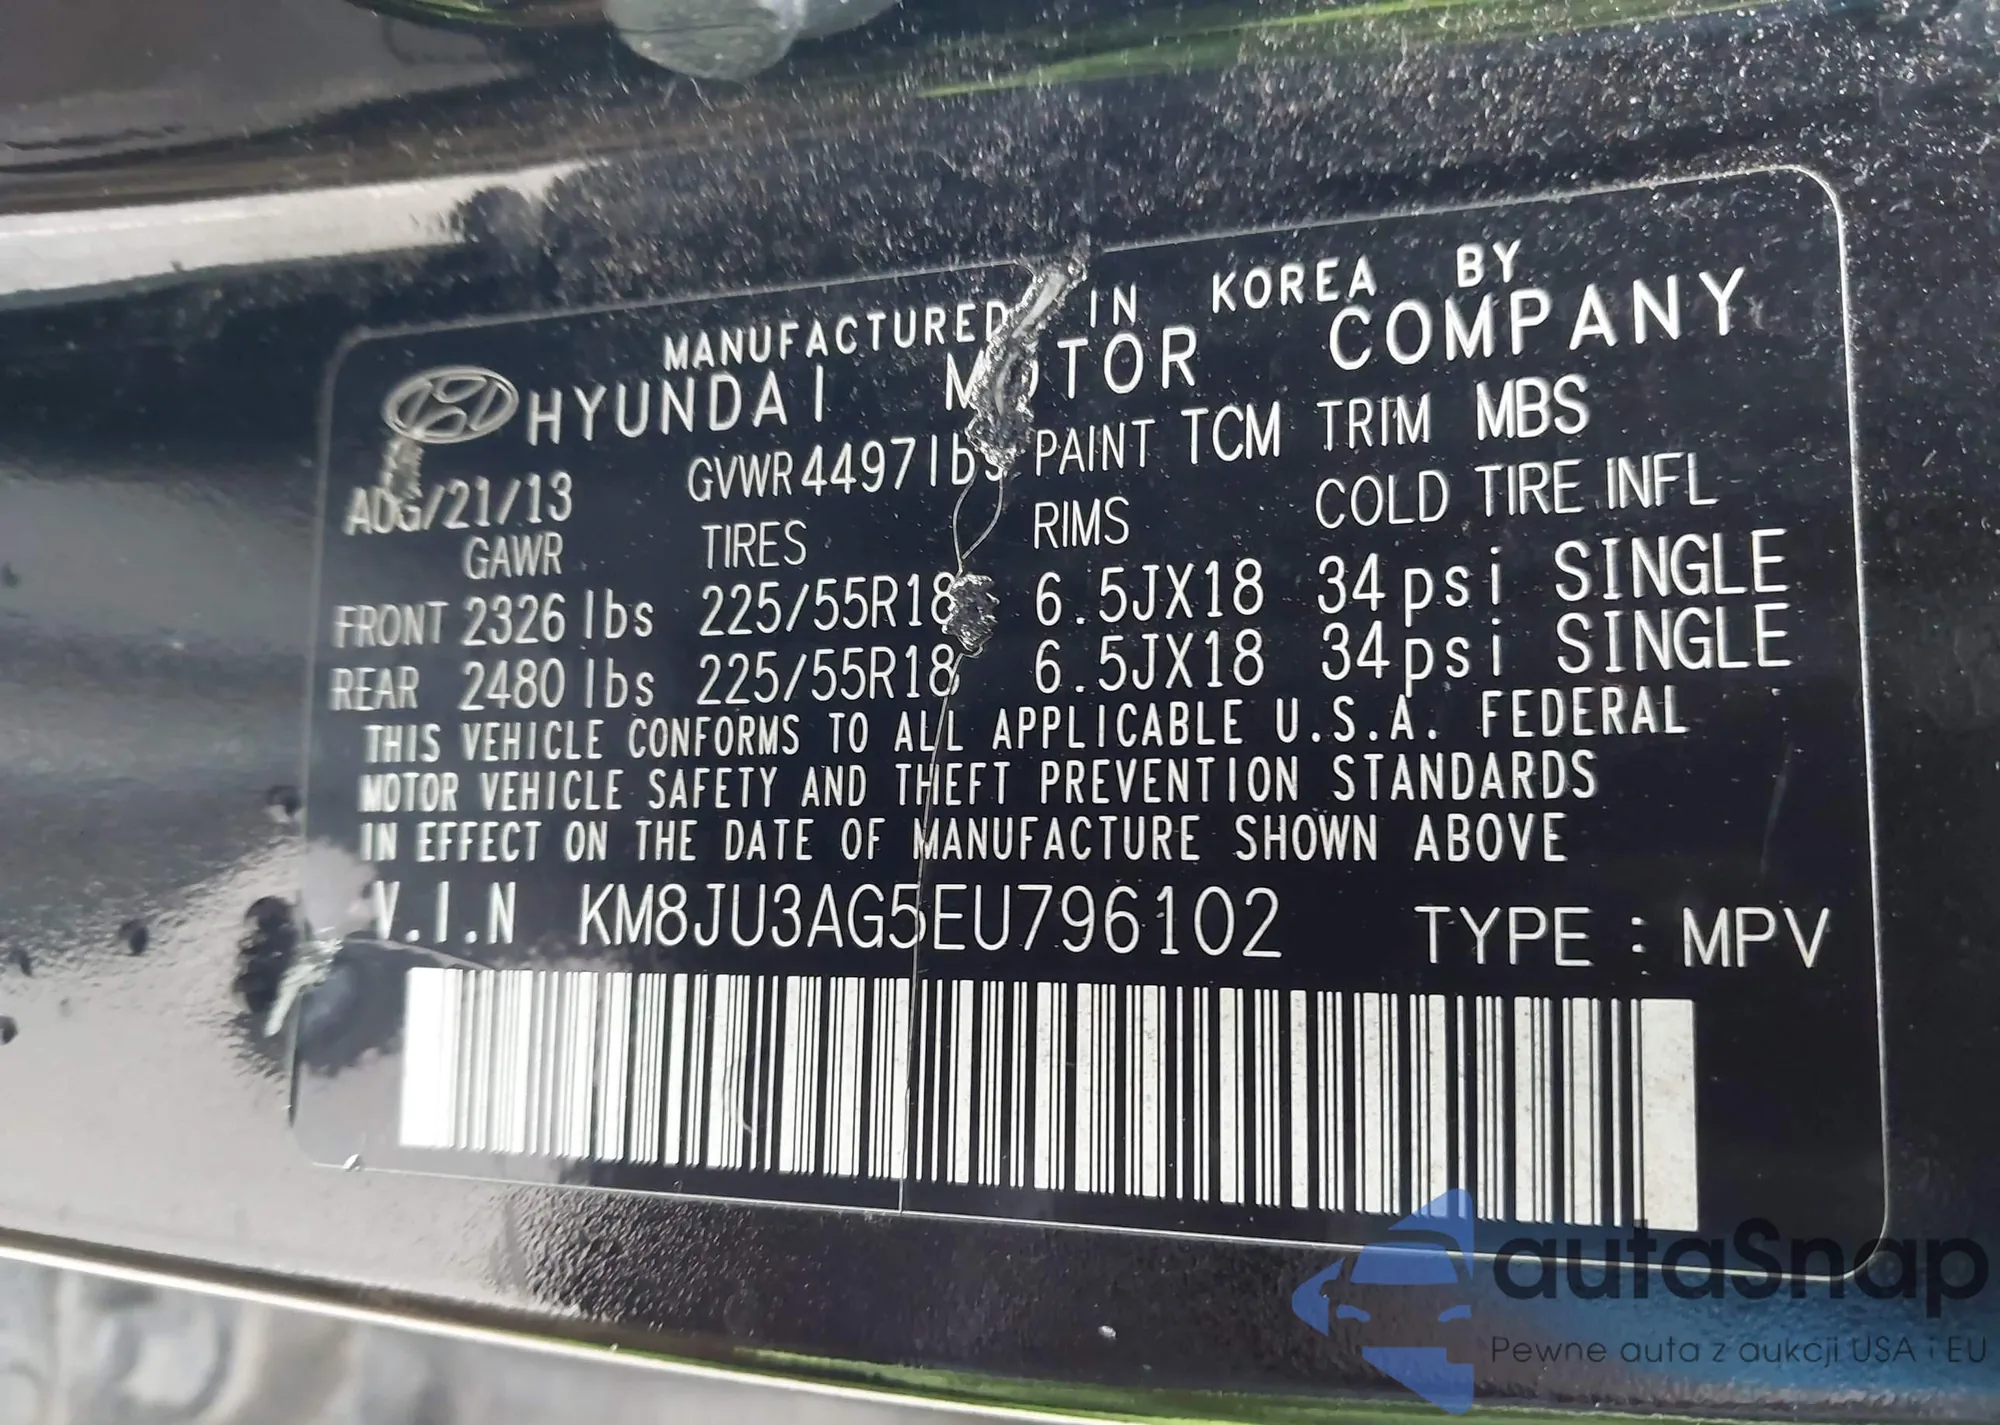 MANUFACTURED IN KOREA BY
HYUNDAI MOTOR COMPANY
ADG/21/13 GVWR 4497lbs PAINT TCM TRIM MBS
GAWR TIRES RIMS COLD TIRE INFL
FRONT 2326 lbs 225/55R18 6.5JX18 34psi SINGLE
REAR 2480 lbs 225/55R18 6.5JX18 34psi SINGLE
THIS VEHICLE CONFORMS TO ALL APPLICABLE U.S.A. FEDERAL
MOTOR VEHICLE SAFETY AND THEFT PREVENTION STANDARDS
IN EFFECT ON THE DATE OF MANUFACTURE SHOWN ABOVE
V.I.N KM8JU3AG5EU796102 TYPE : MPV
autaSnap
Pewne auta z aukcji USA i EU